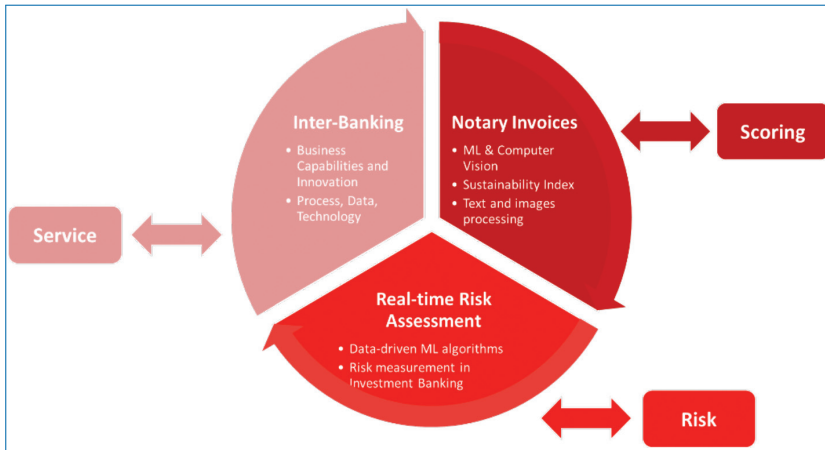 Inter-Banking
• Business
Capabilities and
Innovation
• Process, Data,
Technology
Notary Invoices
• ML & Computer
Vision
• Sustainability Index
• Text and images
processing
Scoring
Service
Real-time Risk
Assessment
• Data-driven ML algorithms
• Risk measurement in
Investment Banking
Risk